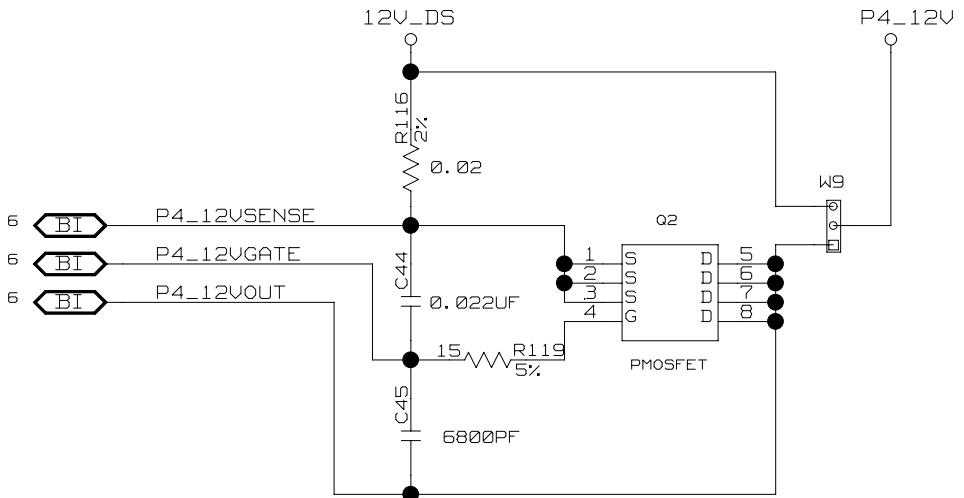 12V_DS
P4_12V
R116
2%
0.02
W9
6 BI P4_12VSENSE
Q2
6 BI P4_12VGATE
C44
1 S D 5
2 S D 6
6 BI P4_12VOUT
0.022UF
3 S D 7
4 G D 8
15 R119
5%
PMOSFET
C45
6800PF